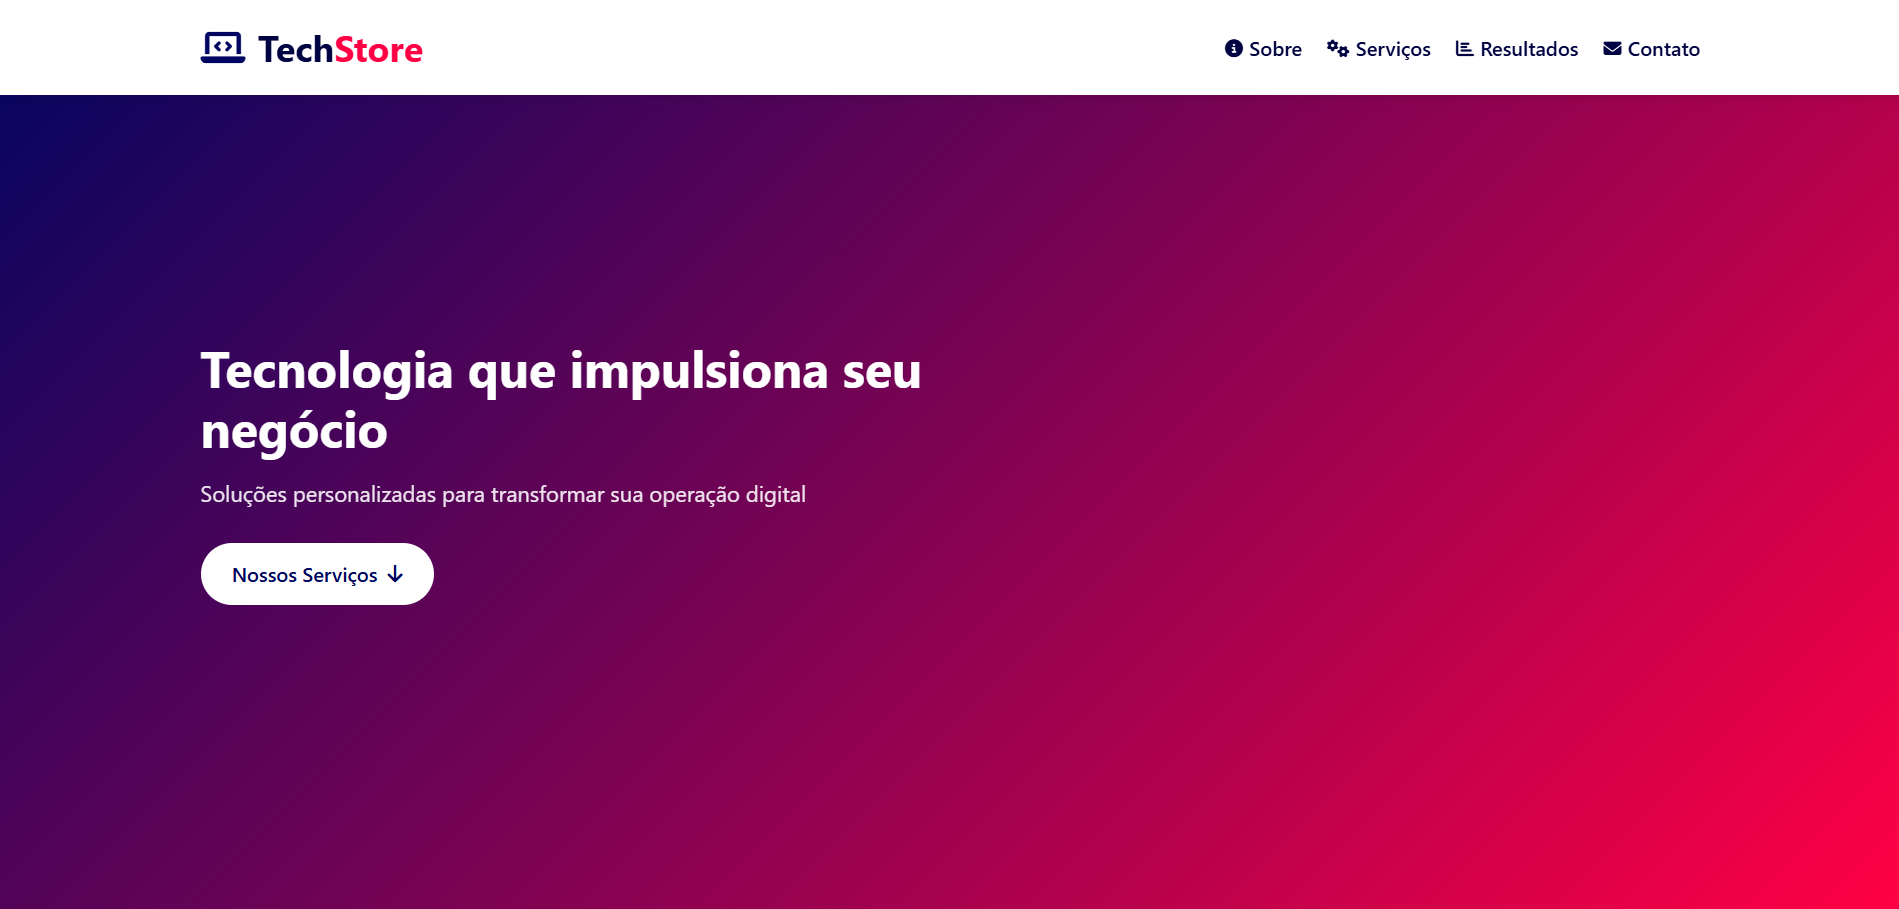 TechStore
Sobre
Serviços
Resultados
Contato
Tecnologia que impulsiona seu
negócio
Soluções personalizadas para transformar sua operação digital
Nossos Serviços